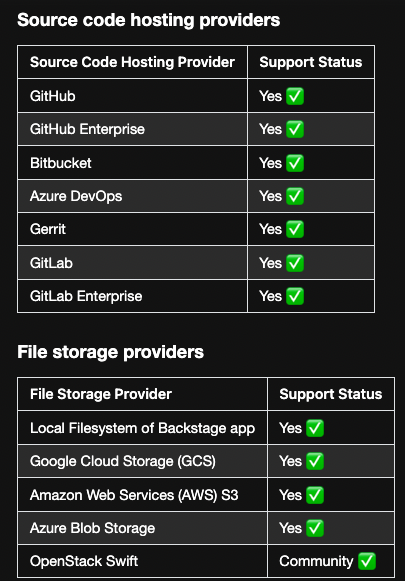 Source code hosting providers
Source Code Hosting Provider Support Status
GitHub Yes ✅
GitHub Enterprise Yes ✅
Bitbucket Yes ✅
Azure DevOps Yes ✅
Gerrit Yes ✅
GitLab Yes ✅
GitLab Enterprise Yes ✅
File storage providers
File Storage Provider Support Status
Local Filesystem of Backstage app Yes ✅
Google Cloud Storage (GCS) Yes ✅
Amazon Web Services (AWS) S3 Yes ✅
Azure Blob Storage Yes ✅
OpenStack Swift Community ✅